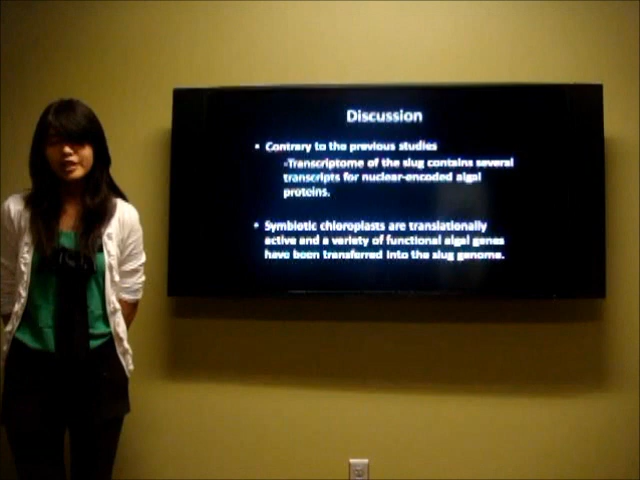 Discussion
• Contrary to the previous studies
-Transcriptome of the slug contains several
transcripts for nuclear-encoded algal
proteins.
• Symbiotic chloroplasts are translationally
active and a variety of functional algal genes
have been transferred into the slug genome.